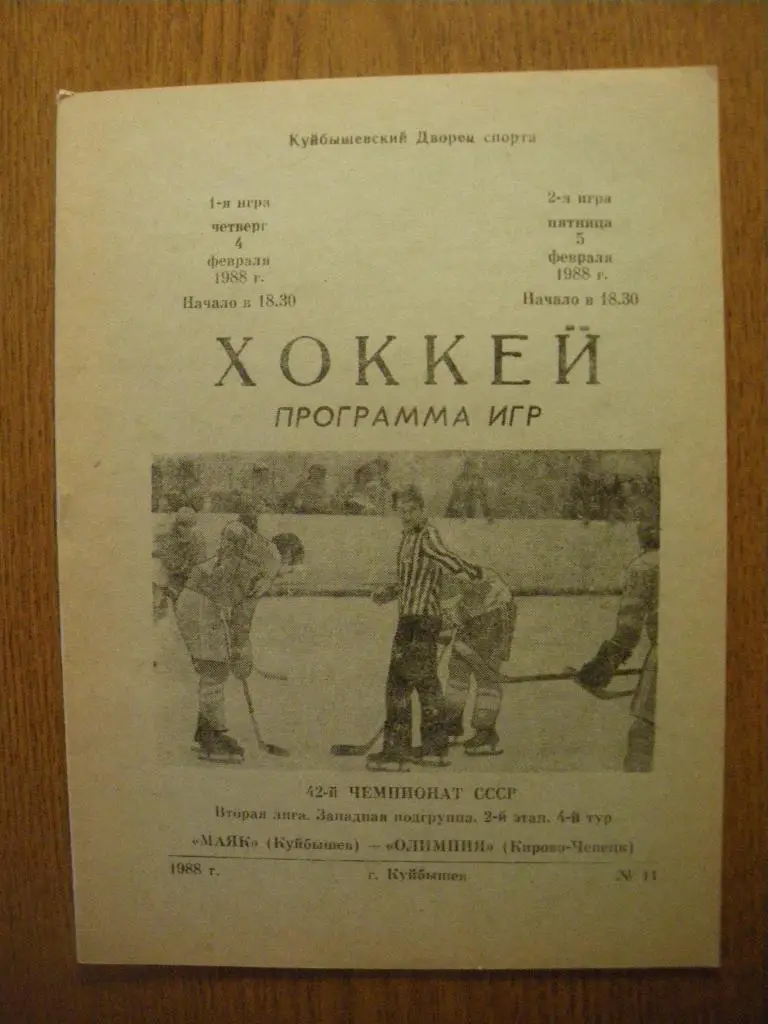 Куйбышевский Дворец спорта
1-я игра
четверг
4
февраля
1988 г.
Начало в 18.30
2-я игра
пятница
5
февраля
1988 г.
Начало в 18.30
ХОККЕЙ
ПРОГРАММА ИГР
42-й ЧЕМПИОНАТ СССР
Вторая лига. Западная подгруппа. 2-й этап. 4-й тур
«МАЯК» (Куйбышев) — «ОЛИМПИЯ» (Кирово-Чепецк)
1988 г. г. Куйбышев № 11